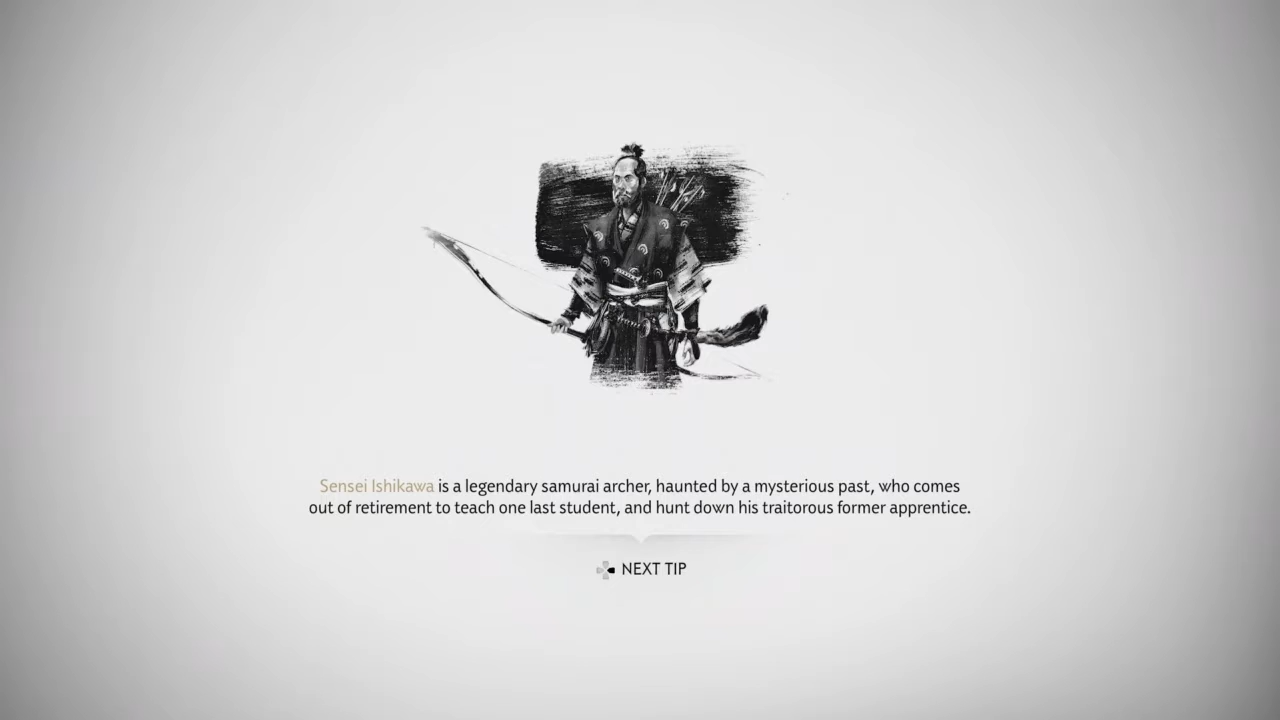 Sensei Ishikawa is a legendary samurai archer, haunted by a mysterious past, who comes
out of retirement to teach one last student, and hunt down his traitorous former apprentice.
NEXT TIP